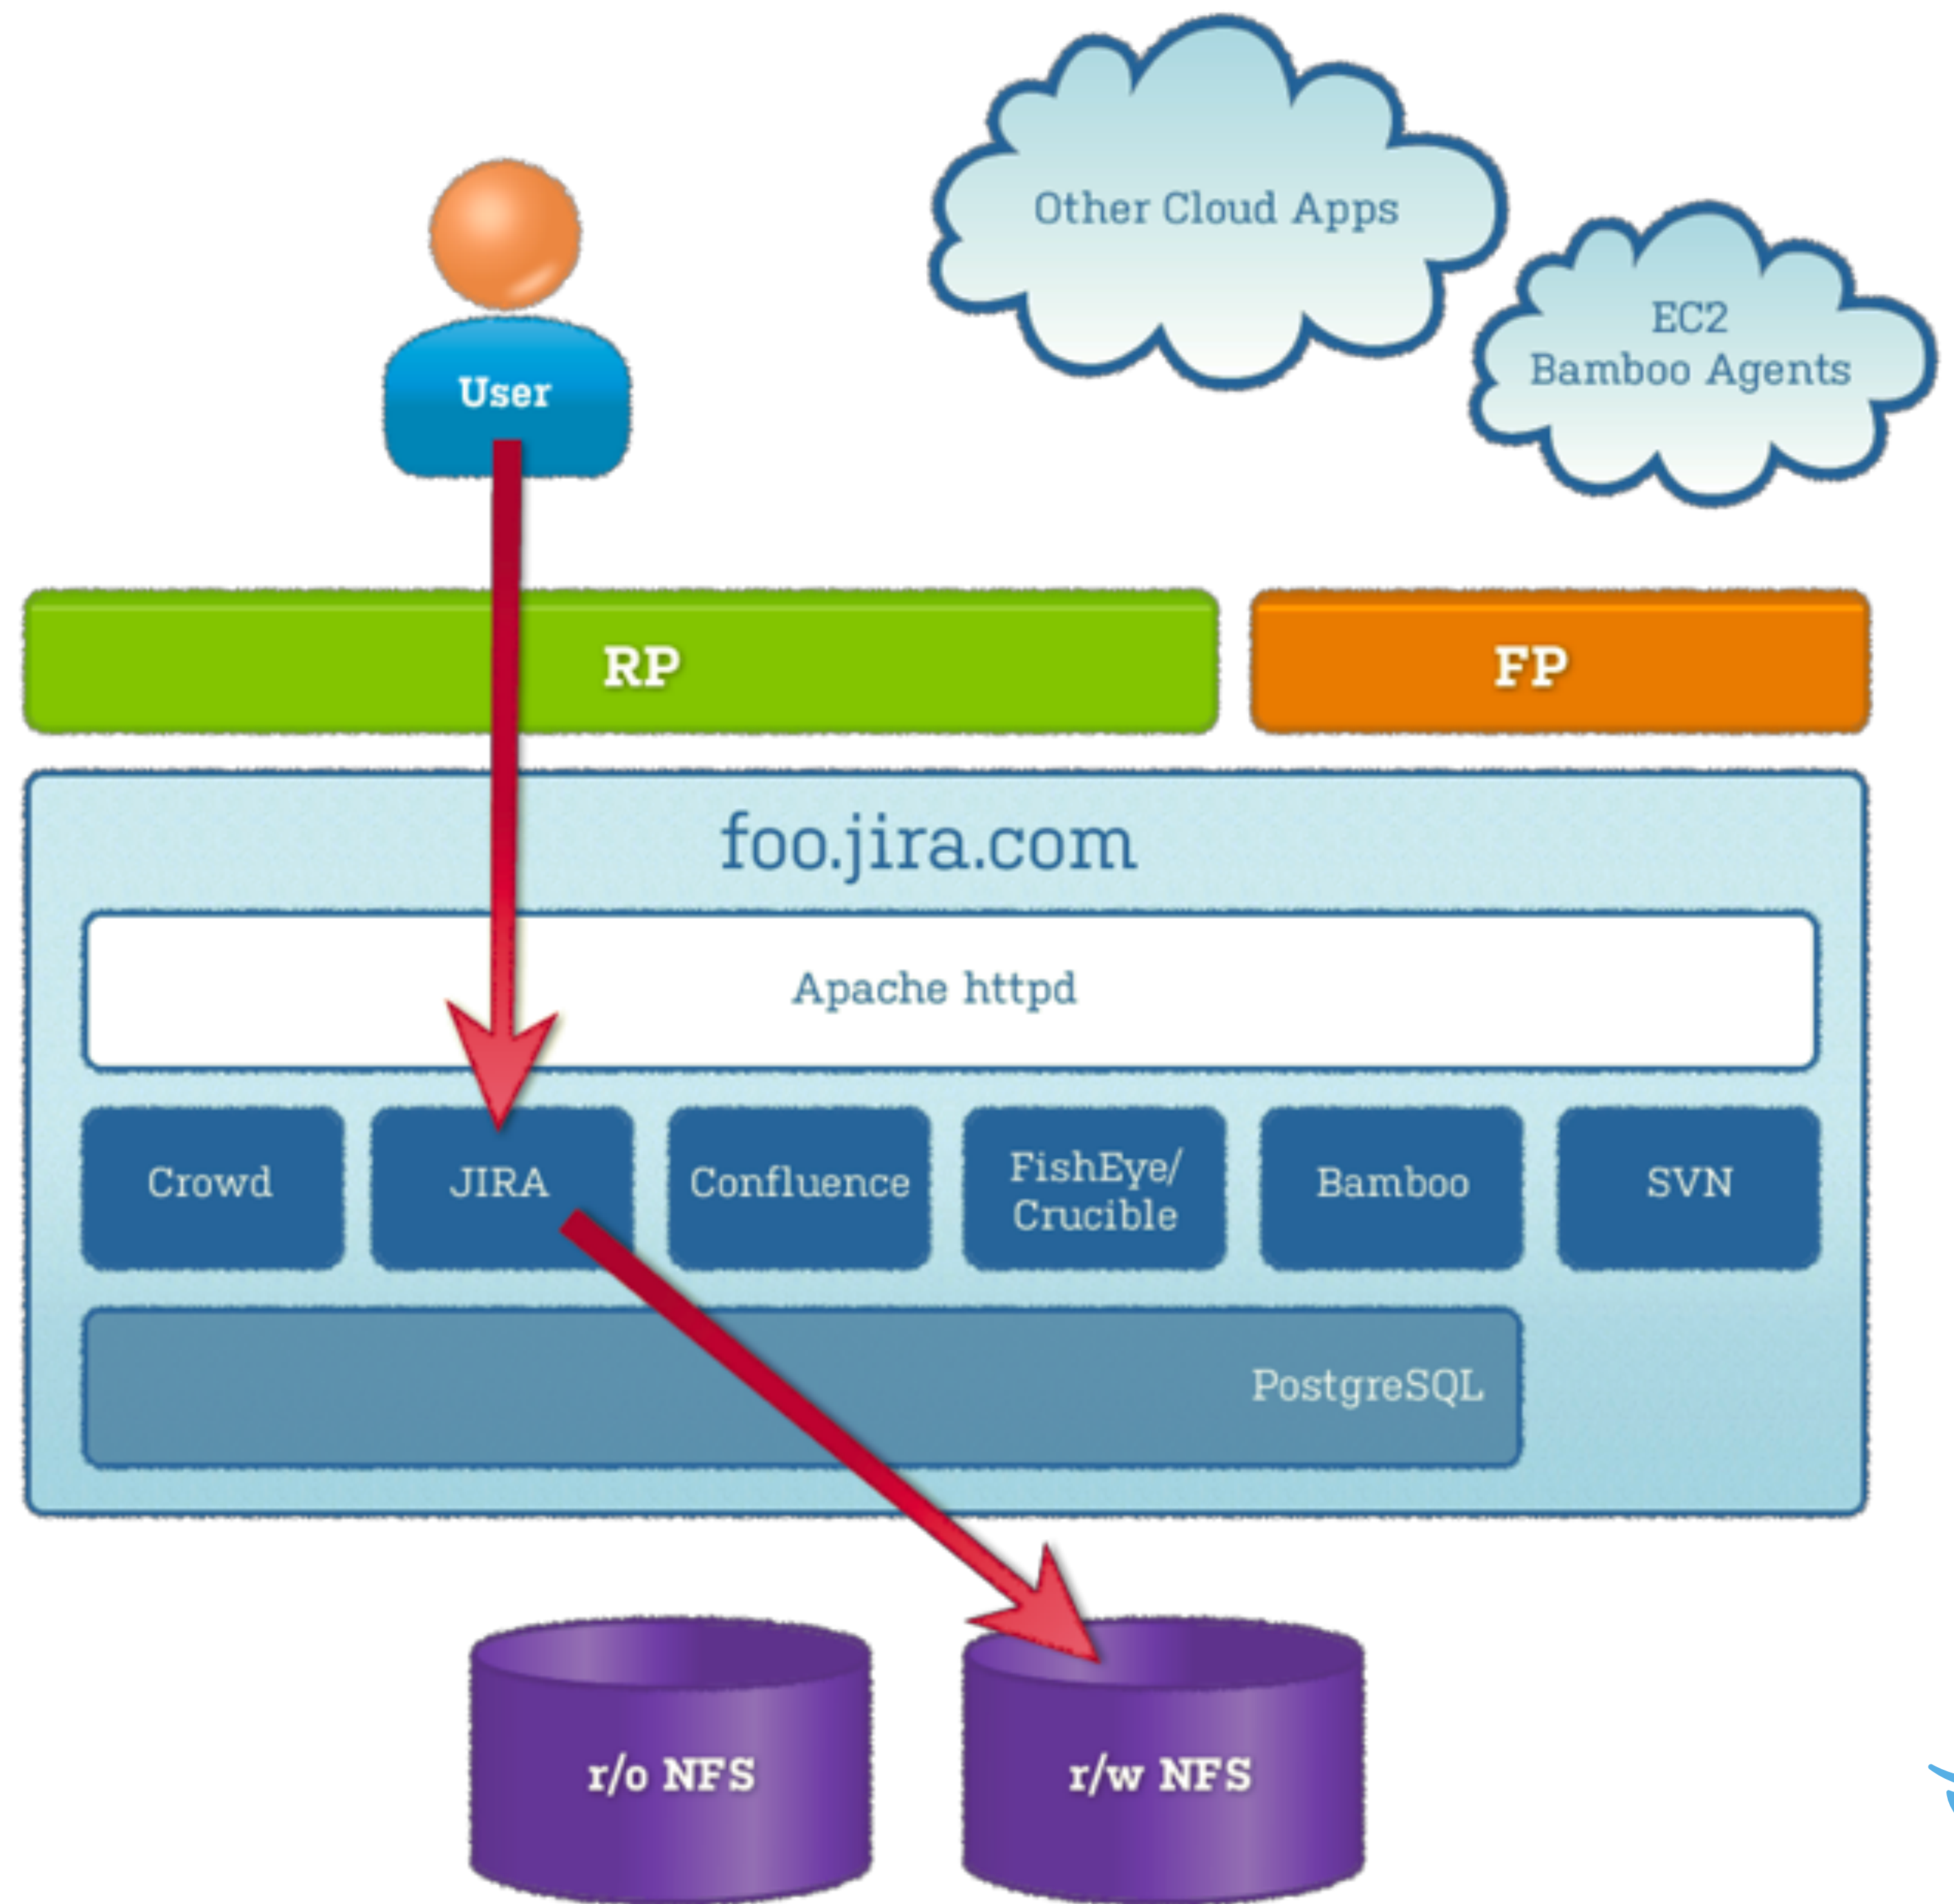 Other Cloud Apps
EC2
Bamboo Agents
User
RP
FP
foo.jira.com
Apache httpd
Crowd
JIRA
Confluence
FishEye/
Crucible
Bamboo
SVN
PostgreSQL
r/o NFS
r/w NFS